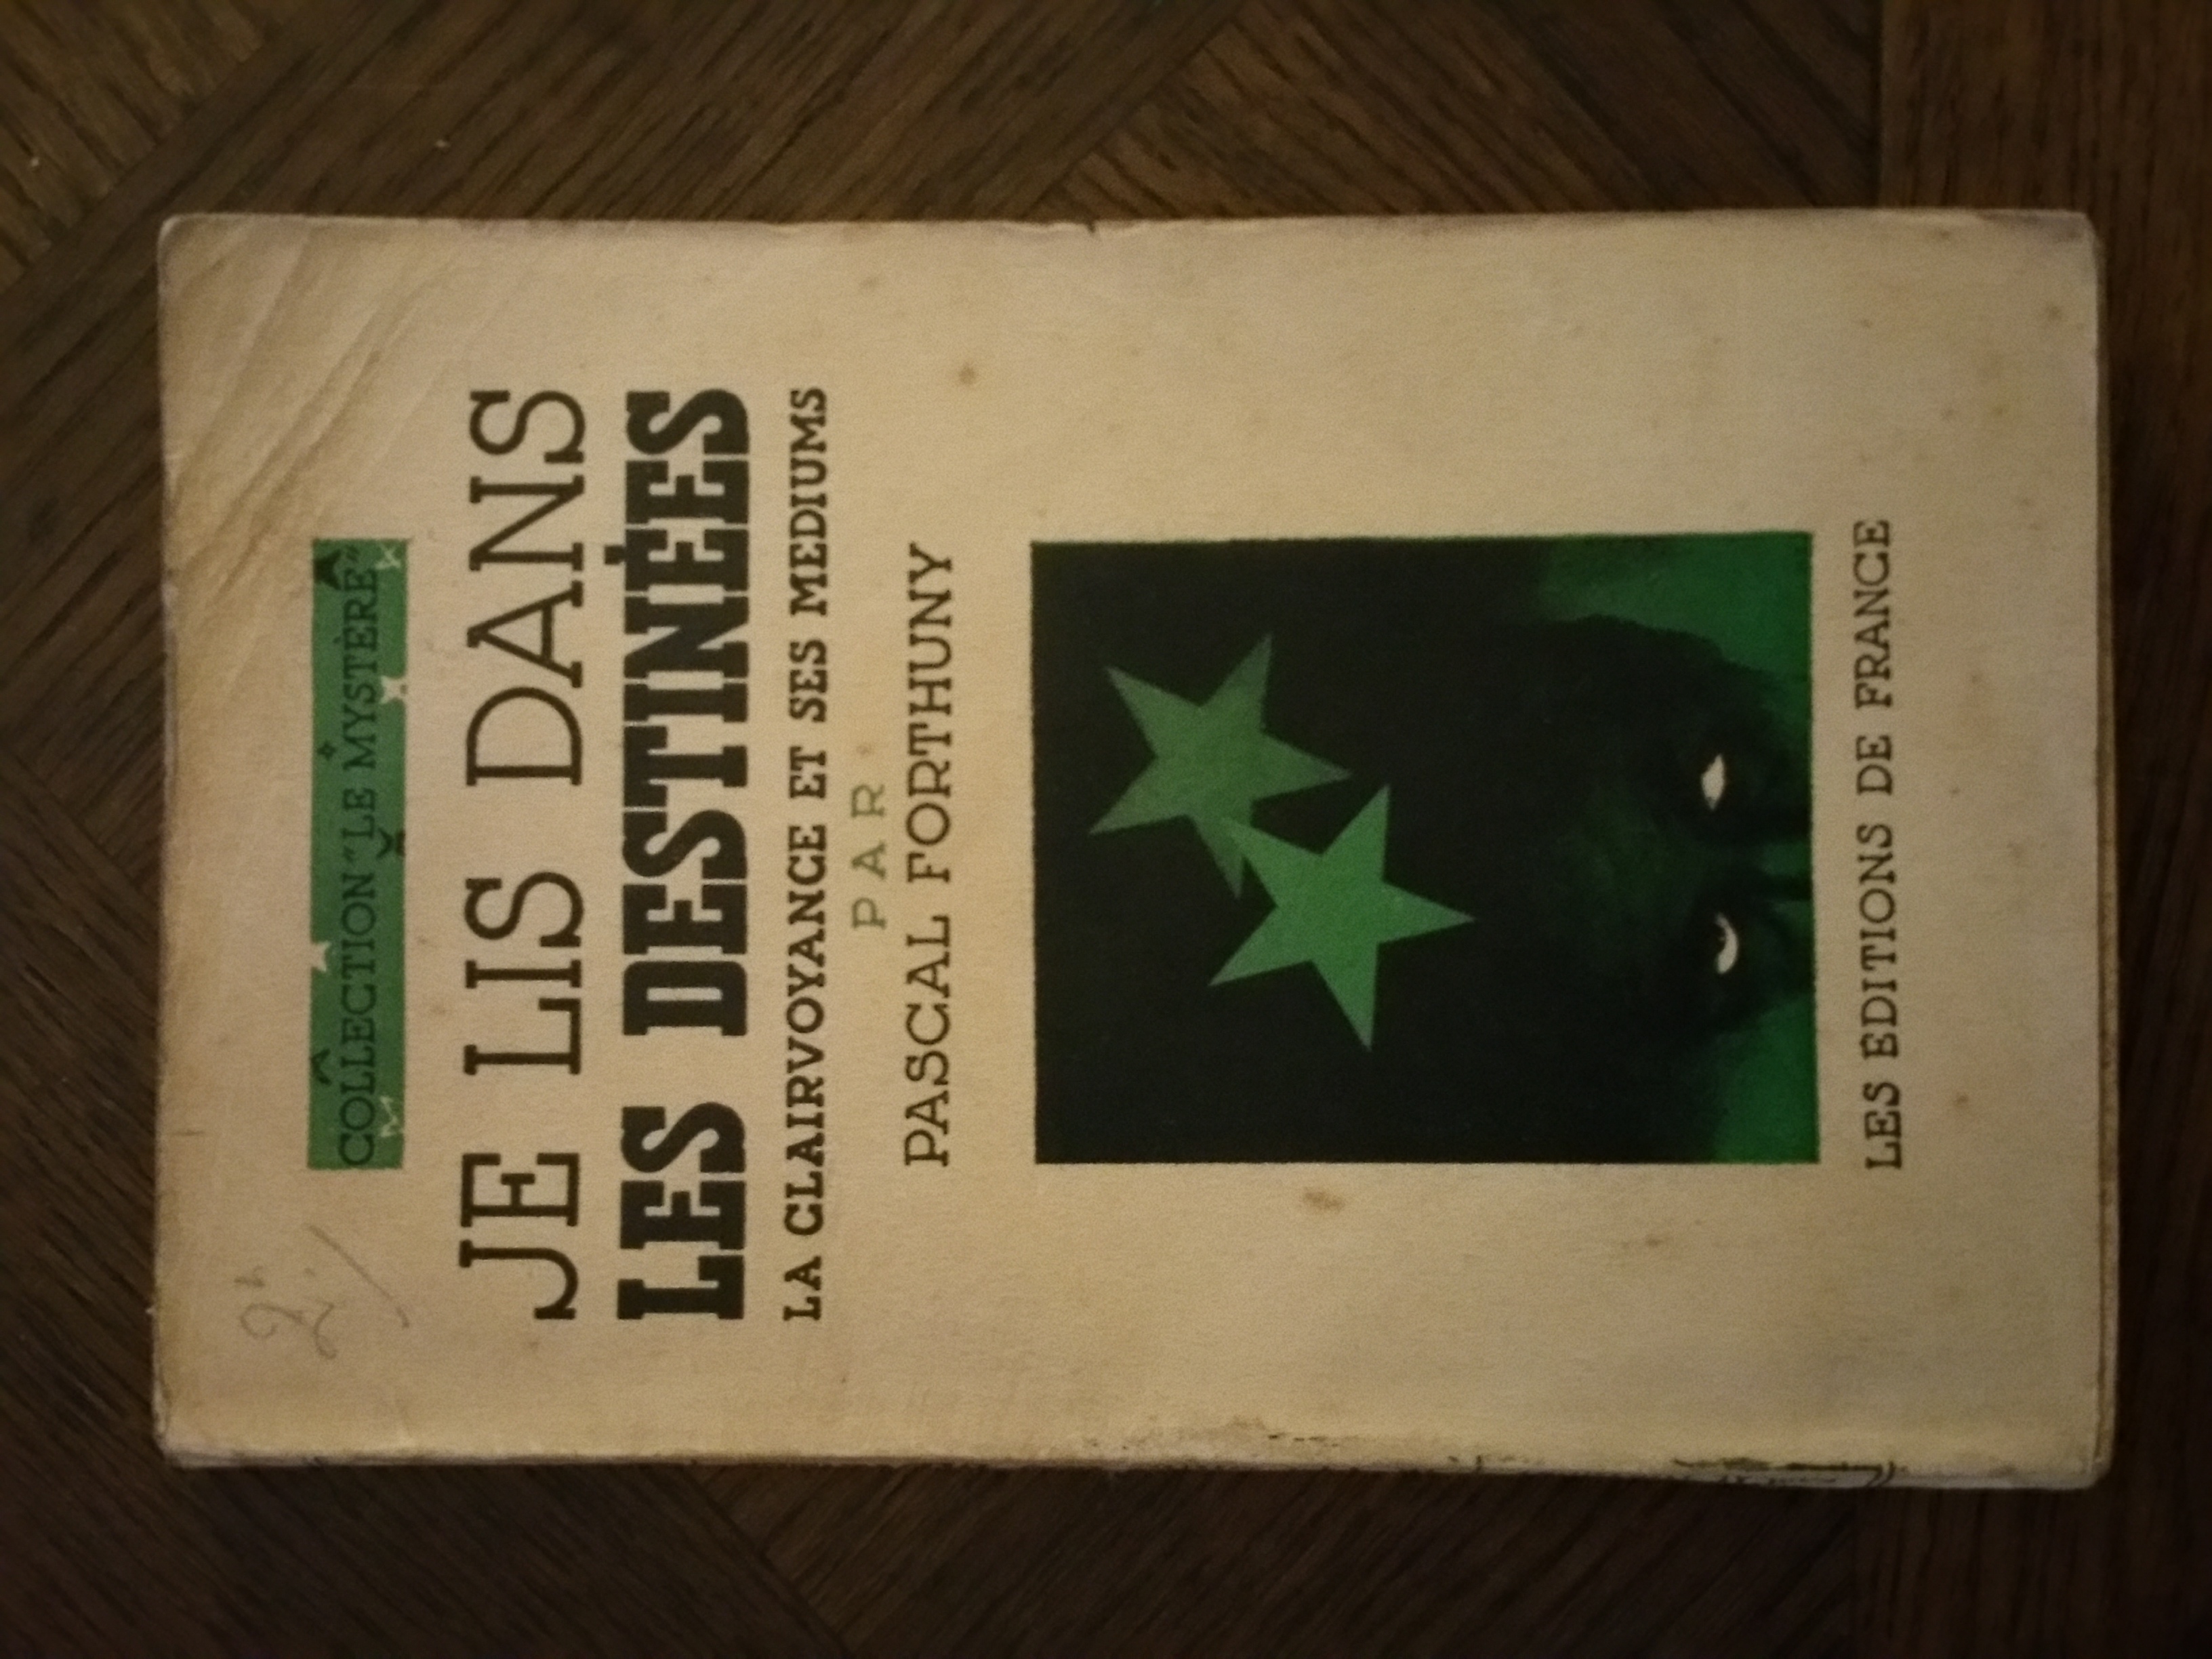 2.
COLLECTION "LE MYSTÈRE"
JE LIS DANS
LES DESTINÉES
LA CLAIRVOYANCE ET SES MEDIUMS
PAR
PASCAL FORTHUNY
LES EDITIONS DE FRANCE